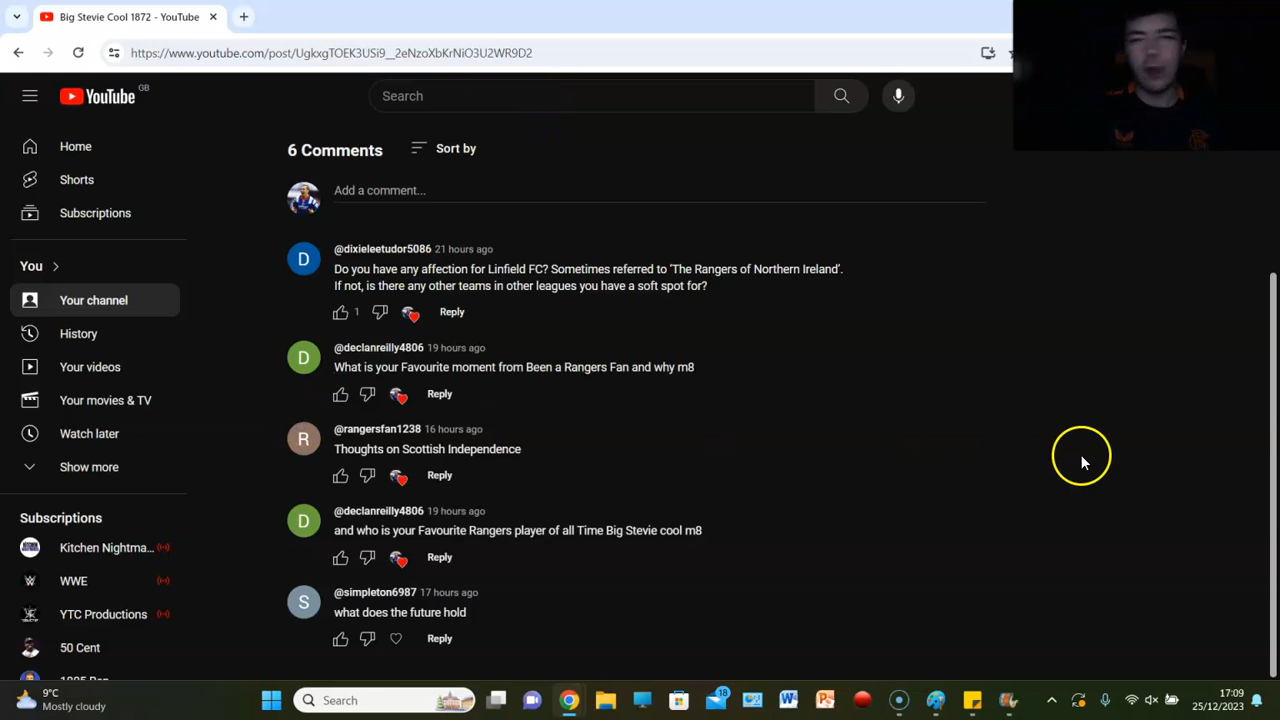 Big Stevie Cool 1872 - YouTube
https://www.youtube.com/post/UgkxgTOEK3USi9__2eNzoXbKrNiO3U2WR9D2
YouTube GB
Search
Home
Shorts
Subscriptions
You
Your channel
History
Your videos
Your movies & TV
Watch later
Show more
Subscriptions
Kitchen Nightma...
WWE
YTC Productions
50 Cent
6 Comments
Sort by
Add a comment...
@dixieleetudor5086 21 hours ago
Do you have any affection for Linfield FC? Sometimes referred to ‘The Rangers of Northern Ireland’.
If not, is there any other teams in other leagues you have a soft spot for?
D
1
Reply
@declanreilly4806 19 hours ago
What is your Favourite moment from Been a Rangers Fan and why m8
D
Reply
@rangersfan1238 16 hours ago
Thoughts on Scottish Independence
R
Reply
@declanreilly4806 19 hours ago
and who is your Favourite Rangers player of all Time Big Stevie cool m8
D
Reply
@simpleton6987 17 hours ago
what does the future hold
S
Reply
9°C
Mostly cloudy
Search
18
17:09
25/12/2023